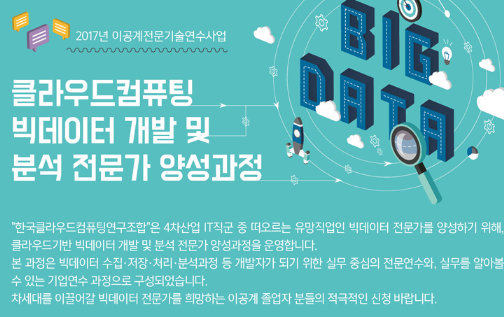 2017년 이공계전문기술연수사업
클라우드컴퓨팅
빅데이터 개발 및
분석 전문가 양성과정
BIG
DATA
"한국클라우드컴퓨팅연구조합"은 4차산업 IT직군 중 떠오르는 유망직업인 빅데이터 전문가를 양성하기 위해,
클라우드기반 빅데이터 개발 및 분석 전문가 양성과정을 운영합니다.
본 과정은 빅데이터 수집·저장·처리·분석과정 등 개발자가 되기 위한 실무 중심의 전문연수와, 실무를 알아볼
수 있는 기업연수 과정으로 구성되었습니다.
차세대를 이끌어갈 빅데이터 전문가를 희망하는 이공계 졸업자 분들의 적극적인 신청 바랍니다.